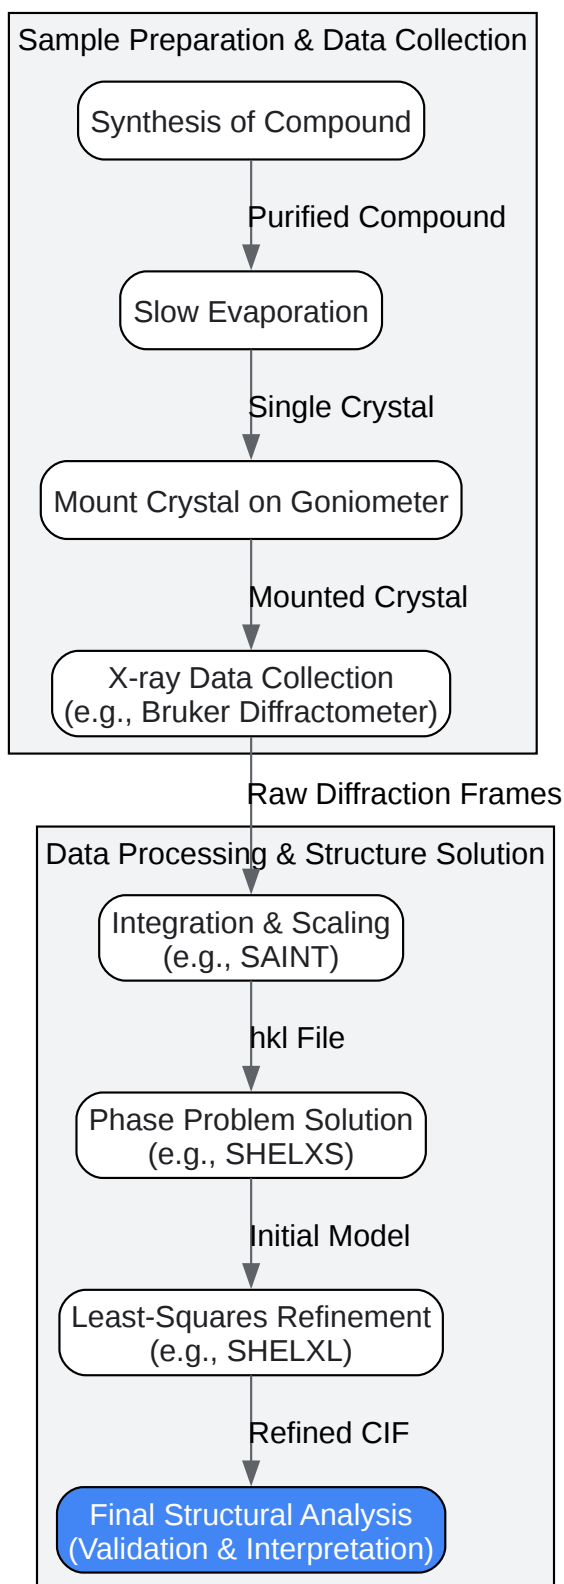 Sample Preparation & Data Collection
Synthesis of Compound
Purified Compound
Slow Evaporation
Single Crystal
Mount Crystal on Goniometer
Mounted Crystal
X-ray Data Collection
(e.g., Bruker Diffractometer)
Raw Diffraction Frames
Data Processing & Structure Solution
Integration & Scaling
(e.g., SAINT)
hkl File
Phase Problem Solution
(e.g., SHELXS)
Initial Model
Least-Squares Refinement
(e.g., SHELXL)
Refined CIF
Final Structural Analysis
(Validation & Interpretation)